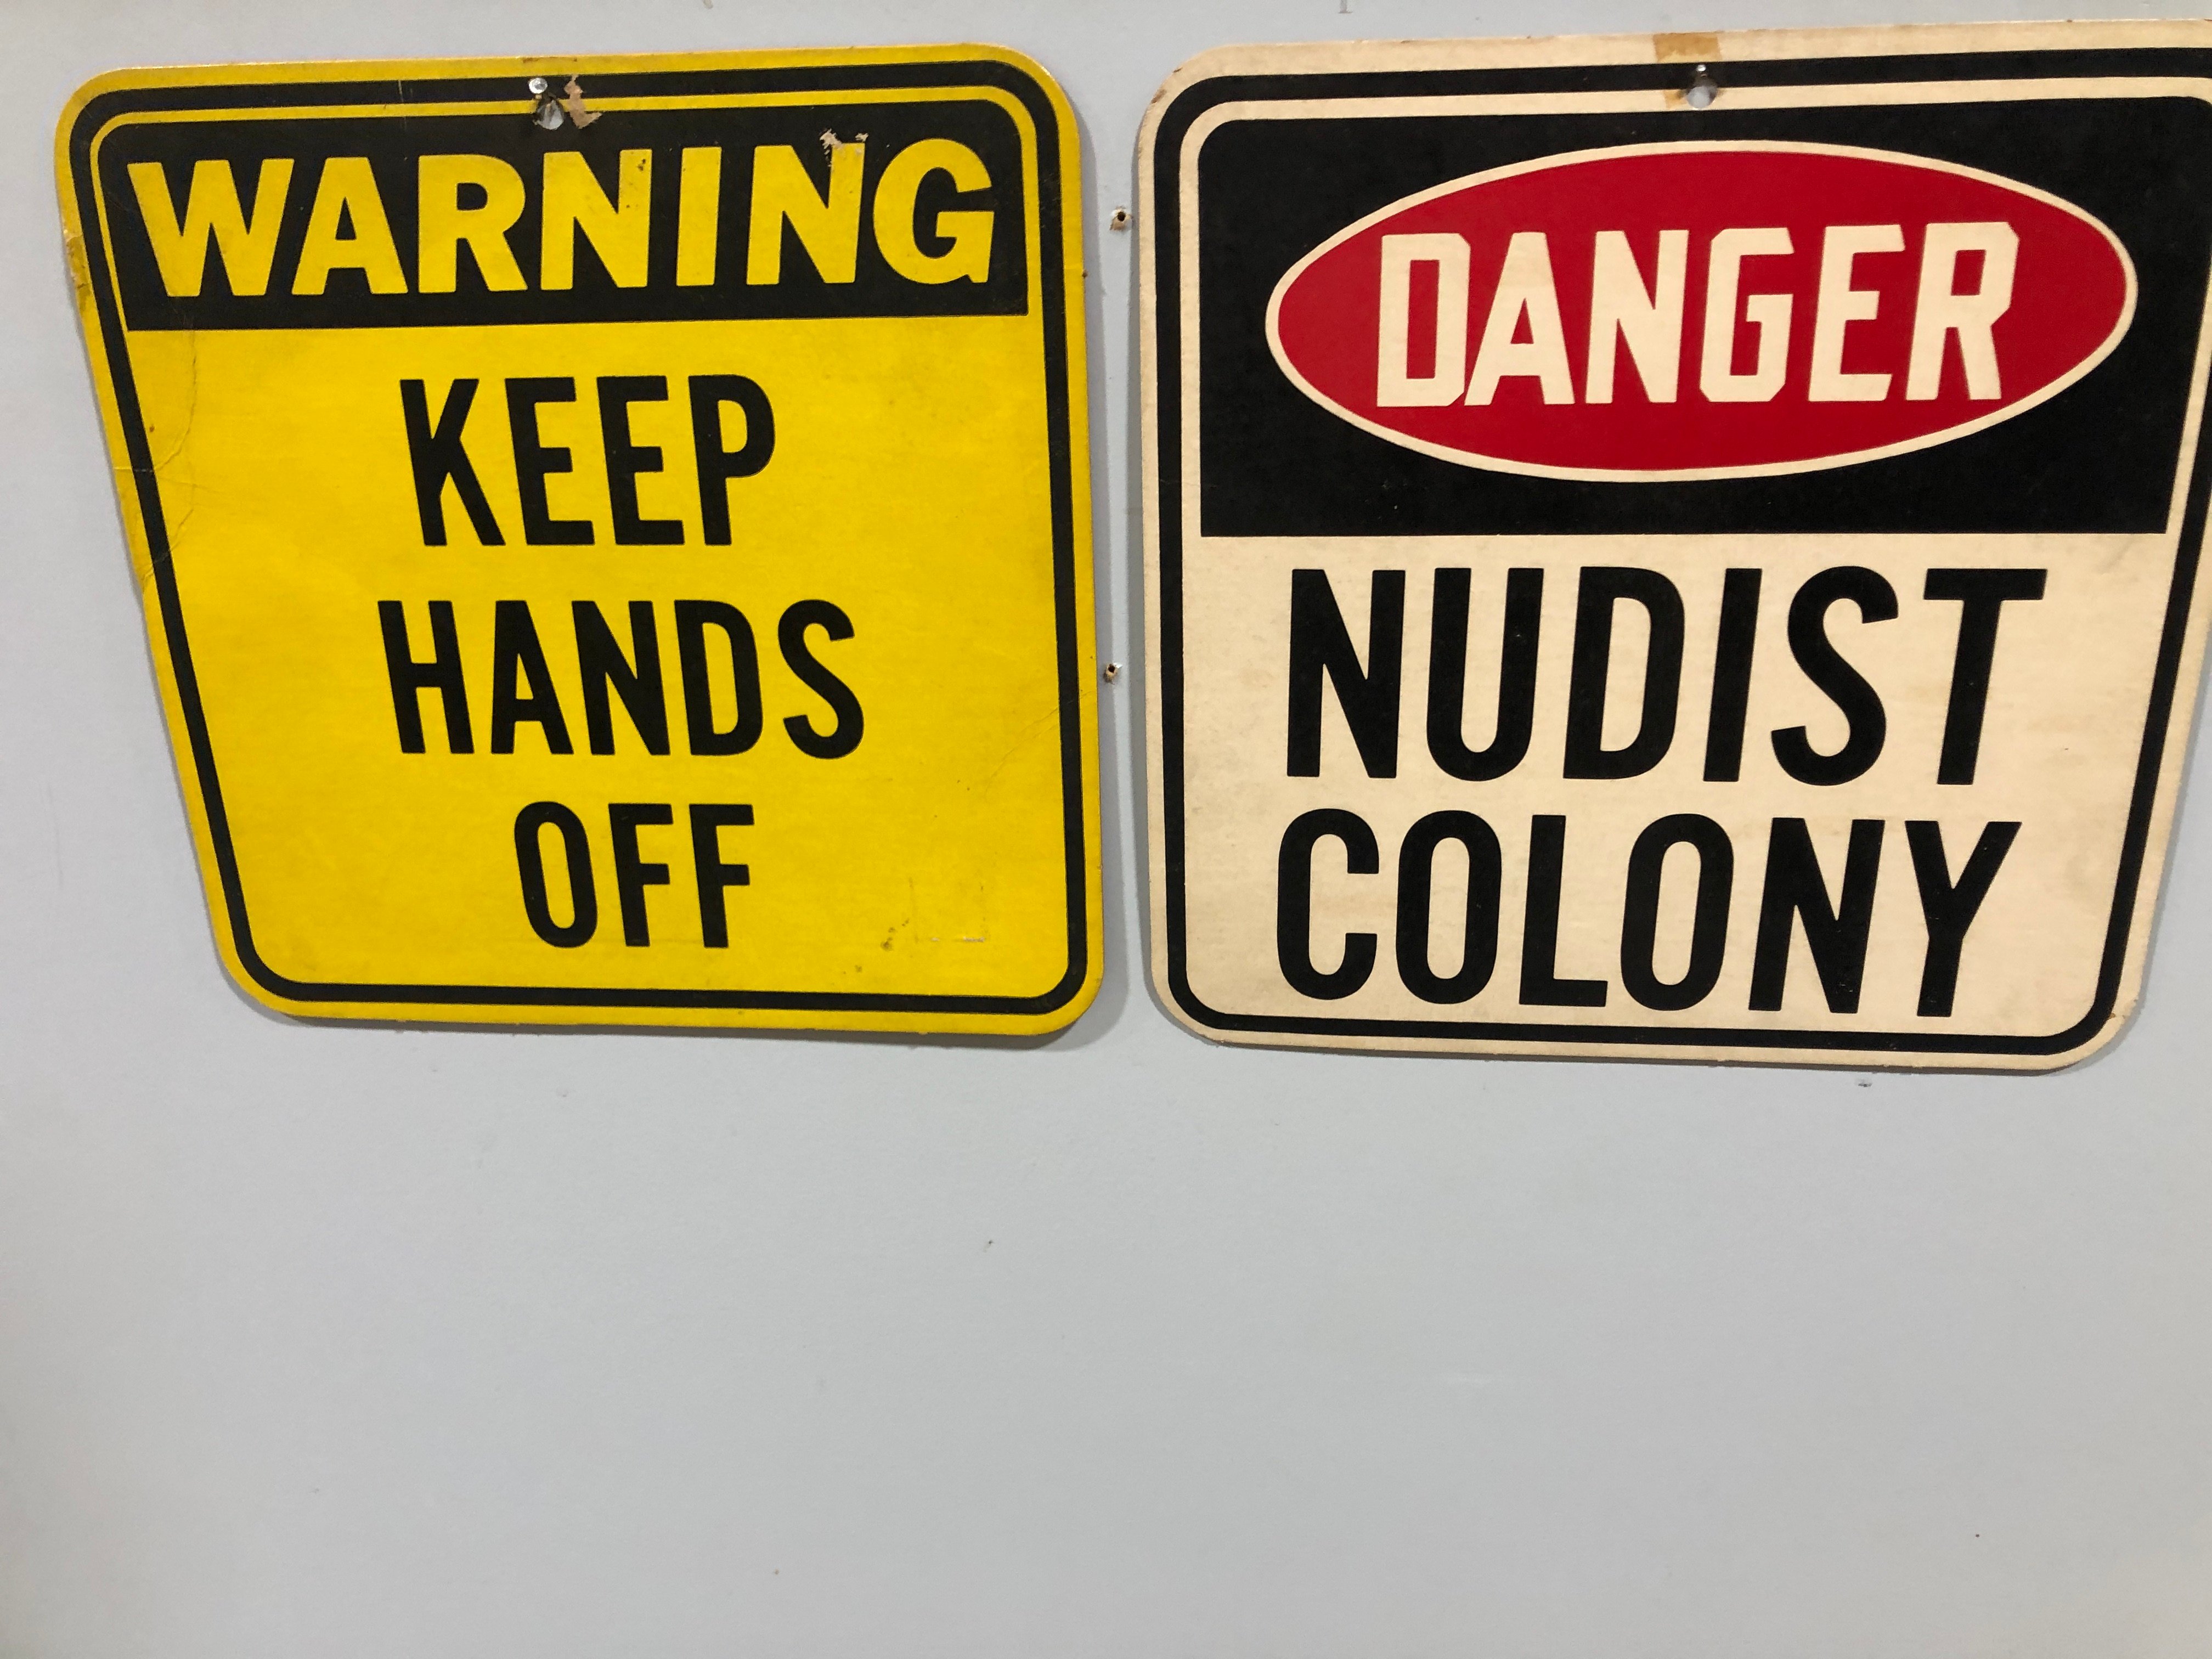 WARNING
KEEP
HANDS
OFF
DANGER
NUDIST
COLONY